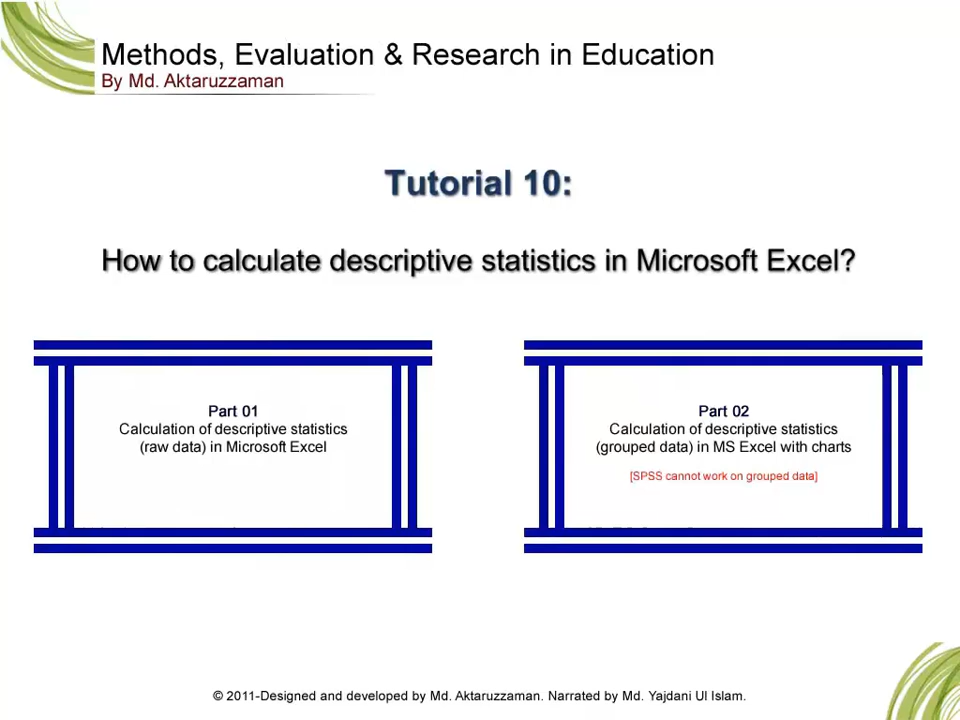 Methods, Evaluation & Research in Education
By Md. Aktaruzzaman
Tutorial 10:
How to calculate descriptive statistics in Microsoft Excel?
Part 01
Calculation of descriptive statistics
(raw data) in Microsoft Excel
Part 02
Calculation of descriptive statistics
(grouped data) in MS Excel with charts
[SPSS cannot work on grouped data]
© 2011-Designed and developed by Md. Aktaruzzaman. Narrated by Md. Yajdani Ul Islam.